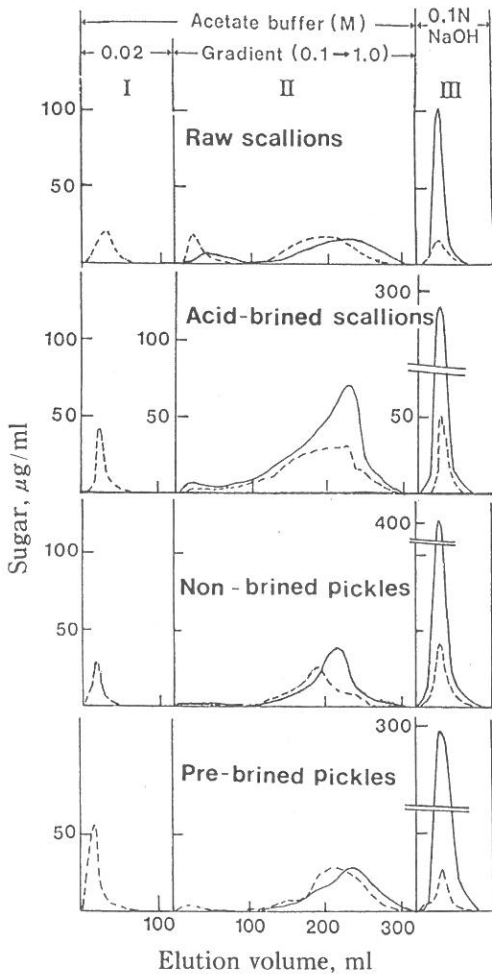 Acetate buffer (M)
0.1N
NaOH
0.02
Gradient (0.1→1.0)
I
II
III
100
50
Raw scallions
300
100
100
50
50
50
Acid-brined scallions
400
100
50
Non-brined pickles
300
50
Pre-brined pickles
100
100
200
300
Sugar, μg/ml
Elution volume, ml